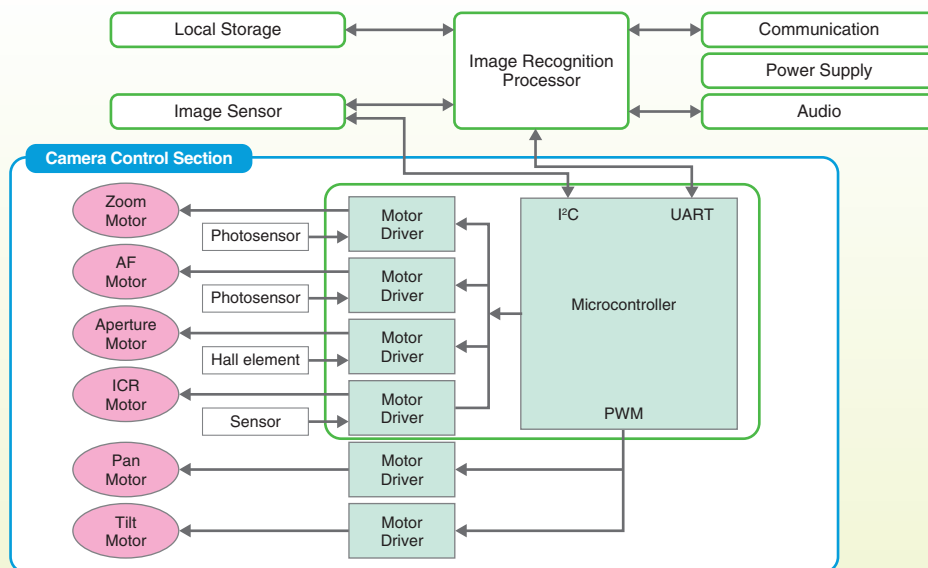 Local Storage
Image Recognition
Processor
Communication
Power Supply
Image Sensor
Audio
Camera Control Section
Zoom
Motor
Motor
Driver
I²C
UART
Photosensor
AF
Motor
Motor
Driver
Photosensor
Microcontroller
Aperture
Motor
Motor
Driver
Hall element
ICR
Motor
Motor
Driver
Sensor
PWM
Pan
Motor
Motor
Driver
Tilt
Motor
Motor
Driver